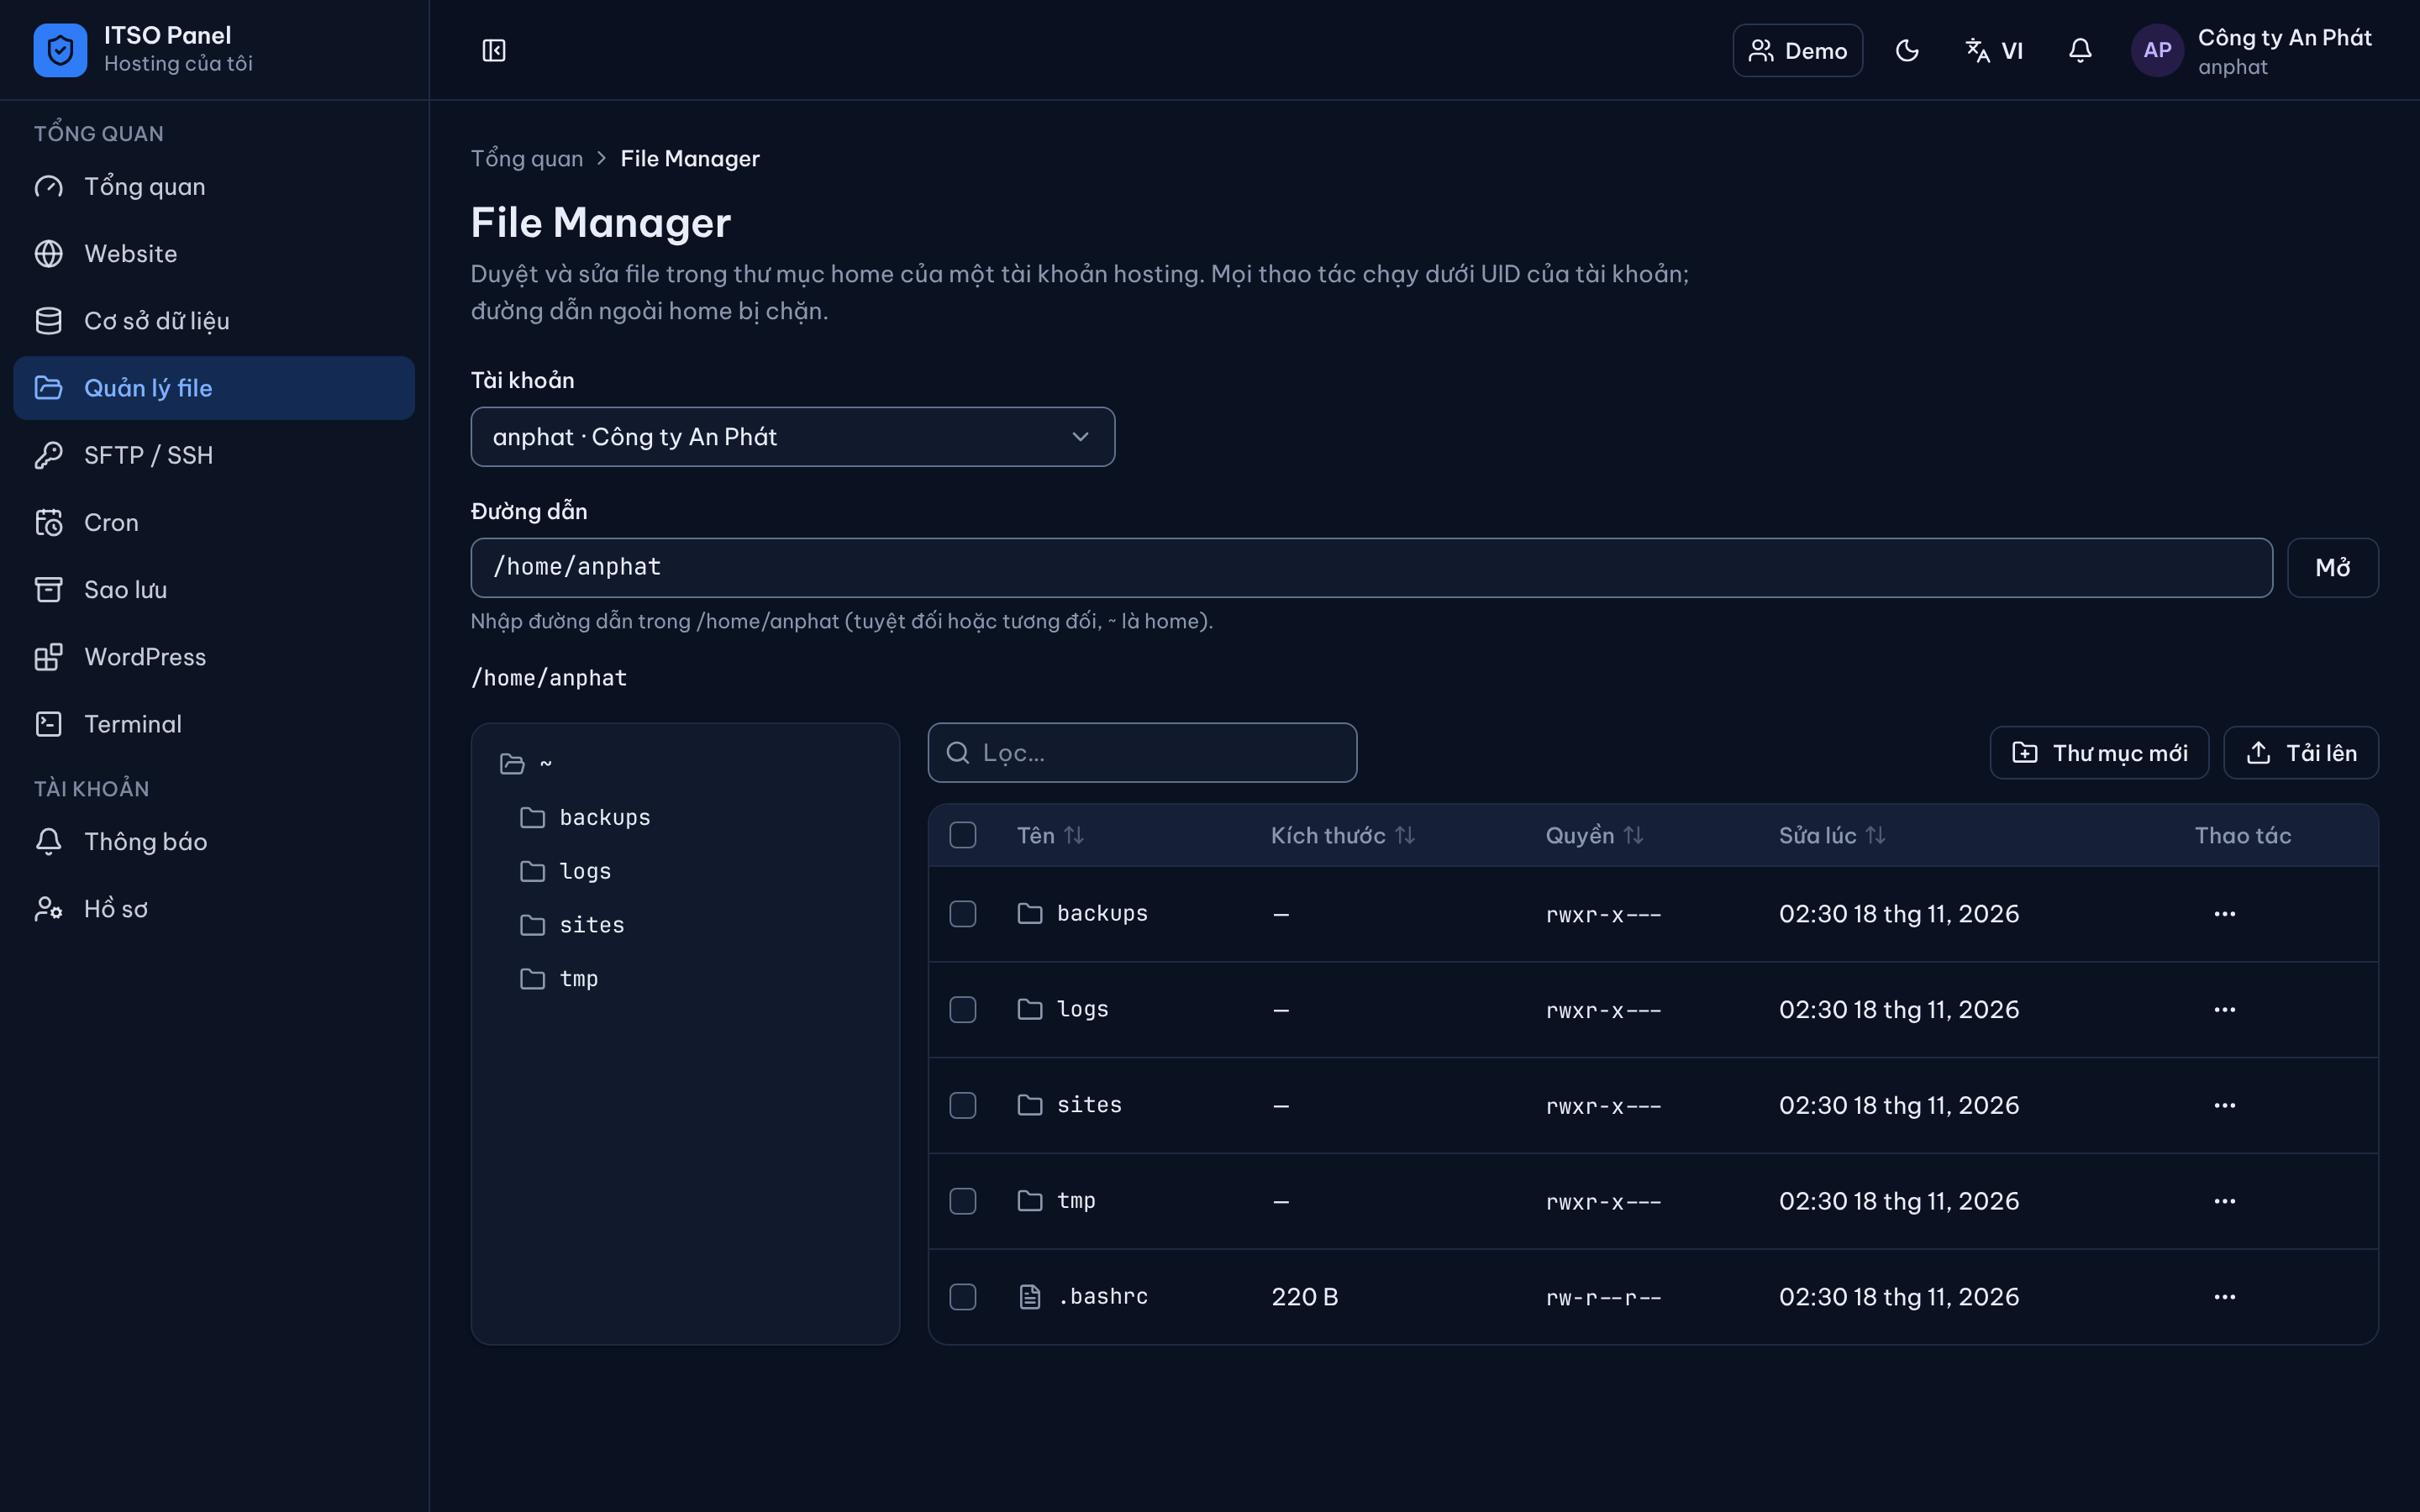 ITSO Panel
Hosting của tôi
Demo
VI
AP
Công ty An Phát
anphat
TỔNG QUAN
Tổng quan
Website
Cơ sở dữ liệu
Quản lý file
SFTP / SSH
Cron
Sao lưu
WordPress
Terminal
TÀI KHOẢN
Thông báo
Hồ sơ
Tổng quan > File Manager
File Manager
Duyệt và sửa file trong thư mục home của một tài khoản hosting. Mọi thao tác chạy dưới UID của tài khoản;
đường dẫn ngoài home bị chặn.
Tài khoản
anphat · Công ty An Phát
Đường dẫn
/home/anphat
Mở
Nhập đường dẫn trong /home/anphat (tuyệt đối hoặc tương đối, ~ là home).
/home/anphat
~
backups
logs
sites
tmp
Lọc...
Thư mục mới
Tải lên
Tên Kích thước Quyền Sửa lúc Thao tác
backups — rwxr-x--- 02:30 18 thg 11, 2026
logs — rwxr-x--- 02:30 18 thg 11, 2026
sites — rwxr-x--- 02:30 18 thg 11, 2026
tmp — rwxr-x--- 02:30 18 thg 11, 2026
.bashrc 220 B rw-r--r-- 02:30 18 thg 11, 2026